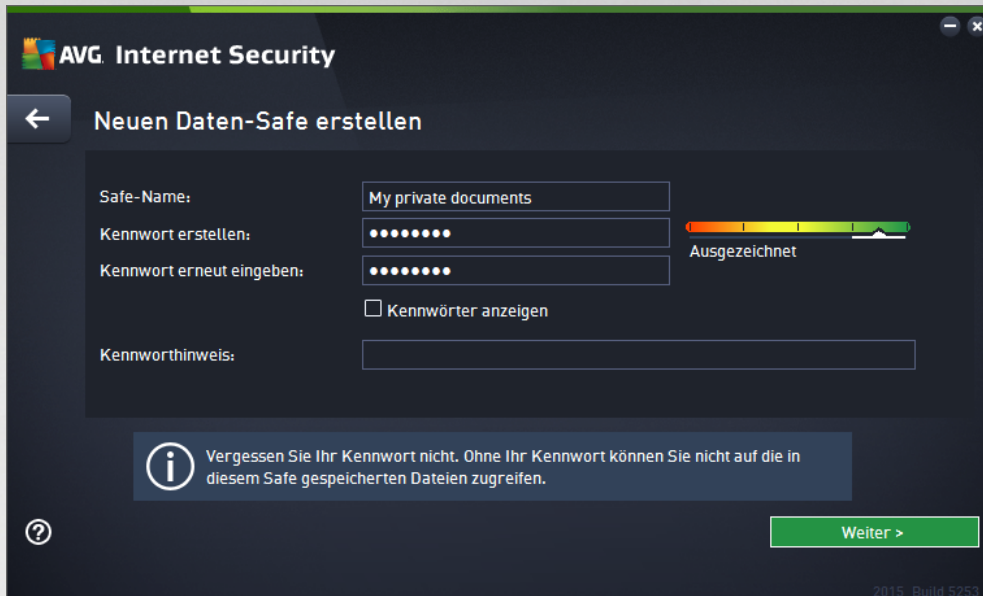 AVG Internet Security
Neuen Daten-Safe erstellen
Safe-Name: My private documents
Kennwort erstellen: ••••••••
Ausgezeichnet
Kennwort erneut eingeben: ••••••••
Kennwörter anzeigen
Kennworthinweis:
Vergessen Sie Ihr Kennwort nicht. Ohne Ihr Kennwort können Sie nicht auf die in
diesem Safe gespeicherten Dateien zugreifen.
Weiter >
2015 Build 5253